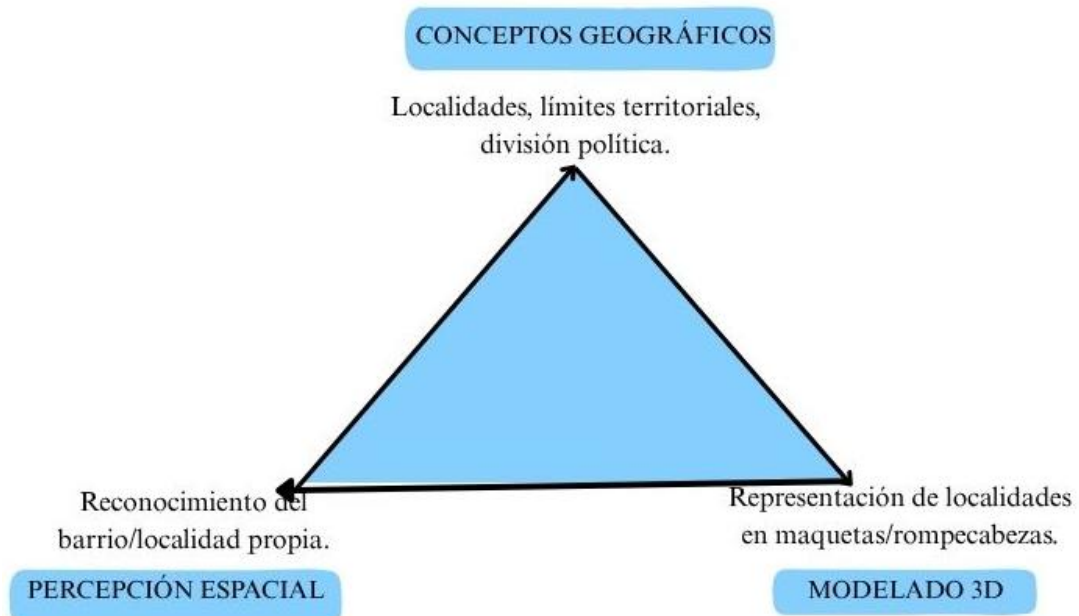 CONCEPTOS GEOGRÁFICOS
Localidades, límites territoriales,
división política.
Reconocimiento del
barrio/localidad propia.
PERCEPCIÓN ESPACIAL
Representación de localidades
en maquetas/rompecabezas.
MODELADO 3D